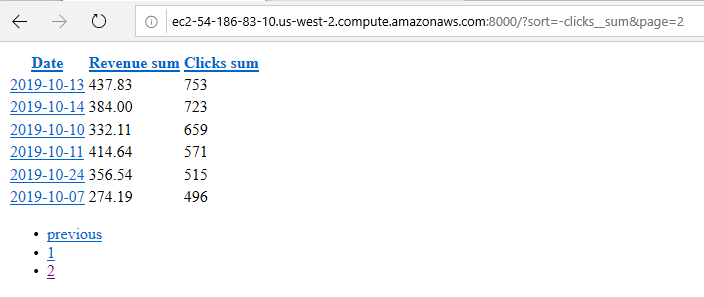 ec2-54-186-83-10.us-west-2.compute.amazonaws.com:8000/?sort=-clicks__sum&page=2
Date Revenue sum Clicks sum
2019-10-13 437.83 753
2019-10-14 384.00 723
2019-10-10 332.11 659
2019-10-11 414.64 571
2019-10-24 356.54 515
2019-10-07 274.19 496
• previous
• 1
• 2